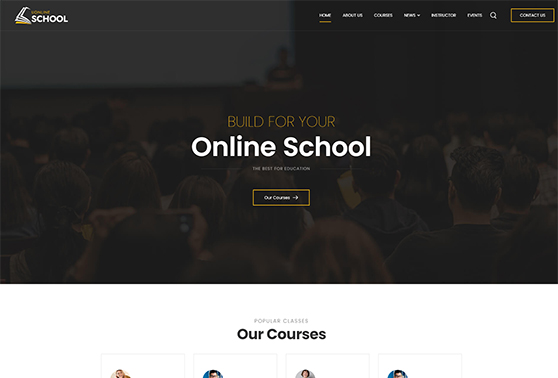 UONLINE
SCHOOL
HOME ABOUT US COURSES NEWS INSTRUCTOR EVENTS CONTACT US
BUILD FOR YOUR
Online School
THE BEST FOR EDUCATION
Our Courses
POPULAR CLASSES
Our Courses